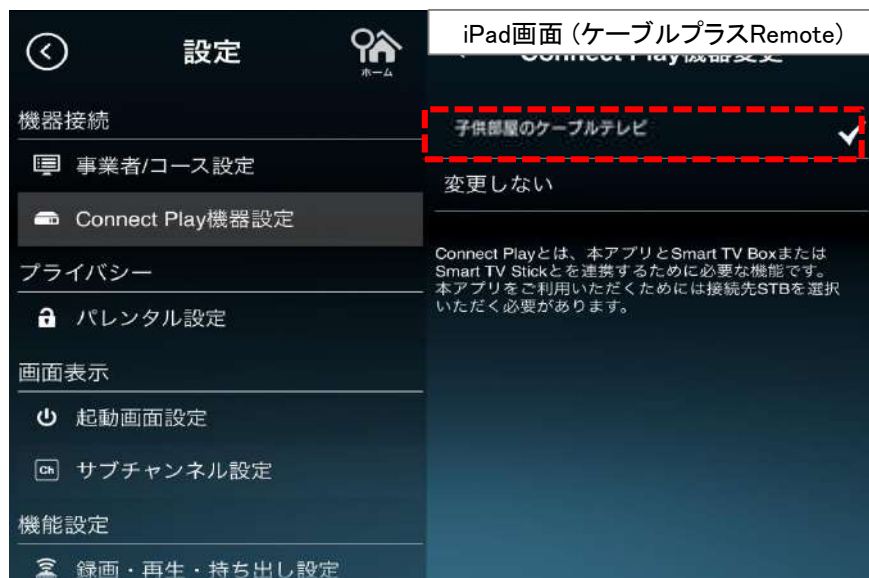 設定
ホーム
機器接続
事業者/コース設定
Connect Play機器設定
プライバシー
パレンタル設定
画面表示
起動画面設定
Ch
サブチャンネル設定
機能設定
録画・再生・持ち出し設定
iPad画面 (ケーブルプラスRemote)
Connect Play機器変更
子供部屋のケーブルテレビ
変更しない
Connect Playとは、本アプリとSmart TV Boxまたは
Smart TV Stickとを連携するために必要な機能です。
本アプリをご利用いただくためには接続先STBを選択
いただく必要があります。